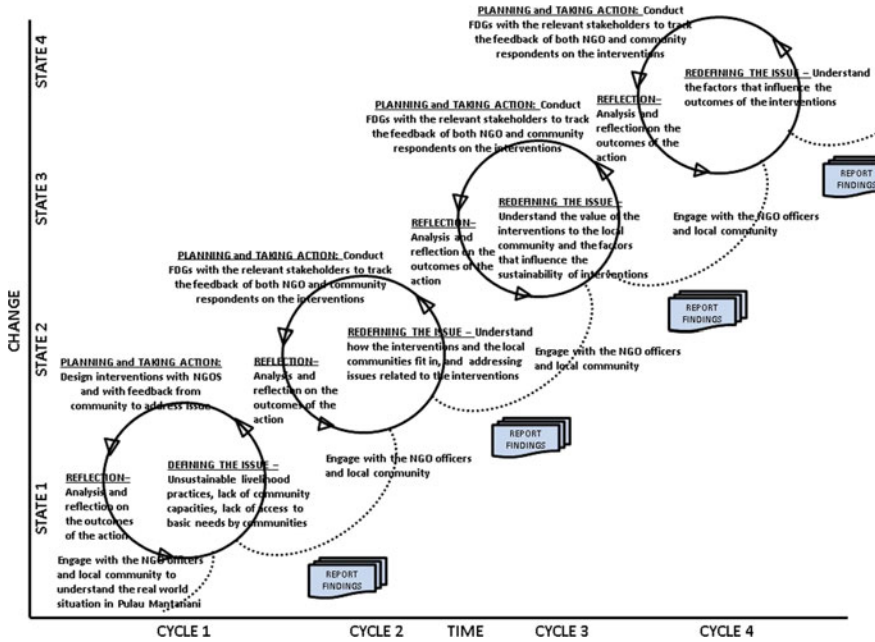 PLANNING and TAKING ACTION: Conduct
FDGs with the relevant stakeholders to track
the feedback of both NGO and community
respondents on the interventions
REDEFINING THE ISSUE – Understand
the factors that influence the
outcomes of the interventions
REFLECTION–
Analysis and
reflection on the
outcomes of the
action
REPORT
FINDINGS
Engage with the NGO officers
and local community
STATE 4
PLANNING and TAKING ACTION: Conduct
FDGs with the relevant stakeholders to track
the feedback of both NGO and community
respondents on the interventions
REDEFINING THE ISSUE –
Understand the value of the
interventions to the local
community and the factors
that influence the
sustainability of interventions
REFLECTION–
Analysis and
reflection on the
outcomes of the
action
REPORT
FINDINGS
Engage with the NGO officers
and local community
STATE 3
PLANNING and TAKING ACTION: Conduct
FDGs with the relevant stakeholders to track
the feedback of both NGO and community
respondents on the interventions
REDEFINING THE ISSUE – Understand
how the interventions and the local
communities fit in, and addressing
issues related to the interventions
REFLECTION–
Analysis and
reflection on the
outcomes of the
action
REPORT
FINDINGS
Engage with the NGO officers
and local community
STATE 2
CHANGE
PLANNING and TAKING ACTION:
Design interventions with NGOS
and with feedback from
community to address issue
DEFINING THE ISSUE –
Unsustainable livelihood
practices, lack of community
capacities, lack of access to
basic needs by communities
REFLECTION–
Analysis and
reflection on
the outcomes
of the action
REPORT
FINDINGS
Engage with the NGO officers
and local community to
understand the real world
situation in Pulau Mantanani
STATE 1
CYCLE 1
CYCLE 2
TIME
CYCLE 3
CYCLE 4